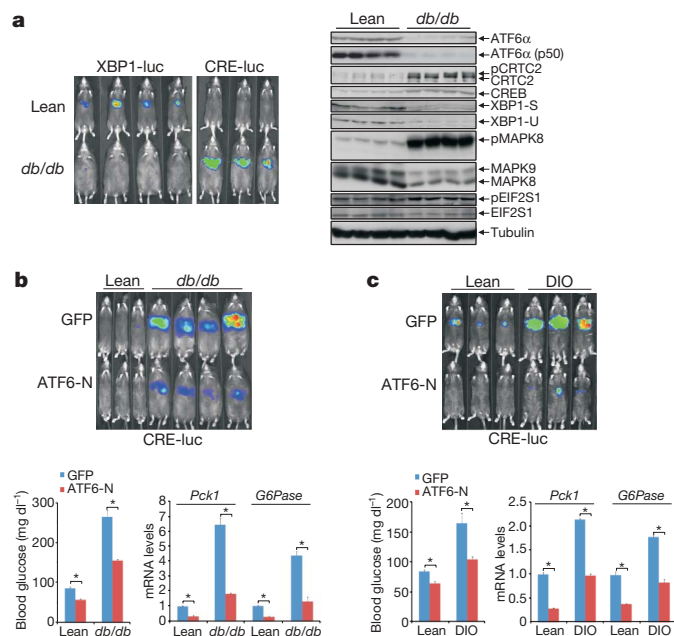 a
XBP1-luc CRE-luc
Lean
db/db
Lean db/db
ATF6α
ATF6α (p50)
pCRTC2
CRTC2
CREB
XBP1-S
XBP1-U
pMAPK8
MAPK9
MAPK8
pEIF2S1
EIF2S1
Tubulin
b
Lean db/db
GFP
ATF6-N
CRE-luc
GFP
ATF6-N
Blood glucose (mg dl⁻¹)
300
200
100
0
*
*
Lean db/db
Pck1 G6Pase
mRNA levels
8
7
6
5
4
3
2
1
0
*
*
*
*
Lean db/db Lean db/db
c
Lean DIO
GFP
ATF6-N
CRE-luc
GFP
ATF6-N
Blood glucose (mg dl⁻¹)
200
150
100
50
0
*
*
Lean DIO
Pck1 G6Pase
mRNA levels
2.5
2.0
1.5
1.0
0.5
0
*
*
*
*
Lean DIO Lean DIO